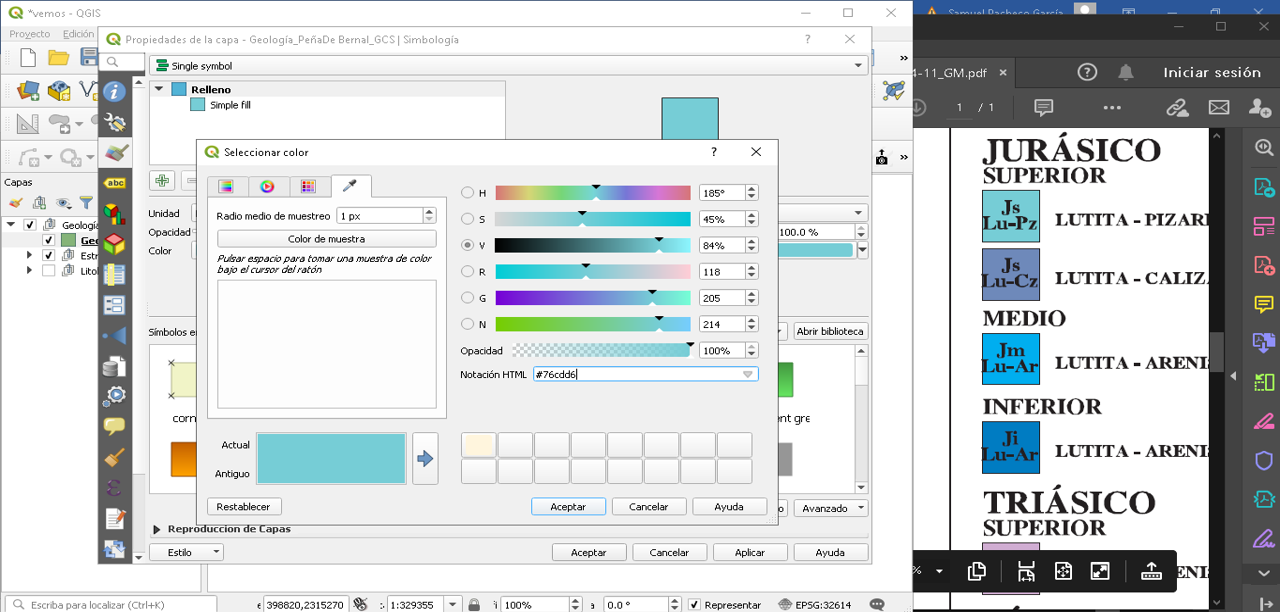 *vemos - QGIS
Proyecto Edición
Capas
Geología
Geo
Estr
Litol
Propiedades de la capa - Geología_PeñaDe Bernal_GCS | Simbología
Single symbol
Relleno
Simple fill
Unidad
Opacidad
100.0 %
Color
Símbolos en
Abrir biblioteca
corn
ent gre
Avanzado
Reproduccion de Capas
Estilo
Aceptar
Cancelar
Aplicar
Ayuda
Seleccionar color
Radio medio de muestreo 1 px
Color de muestra
Pulsar espacio para tomar una muestra de color
bajo el cursor del ratón
H 185°
S 45%
V 84%
R 118
G 205
N 214
Opacidad 100%
Notación HTML #76cdd6
Actual
Antiguo
Restablecer
Aceptar
Cancelar
Ayuda
Escriba para localizar (Ctrl+K)
398820,2315270
1:329355
100%
0.0 °
Representar
EPSG:32614
Samuel Pacheco García
4-11_GM.pdf
Iniciar sesión
1 / 1
JURÁSICO
SUPERIOR
Js
Lu-Pz
LUTITA - PIZARR
Js
Lu-Cz
LUTITA - CALIZA
MEDIO
Jm
Lu-Ar
LUTITA - ARENIS
INFERIOR
Ji
Lu-Ar
LUTITA - ARENIS
TRIÁSICO
SUPERIOR
ENIS
%